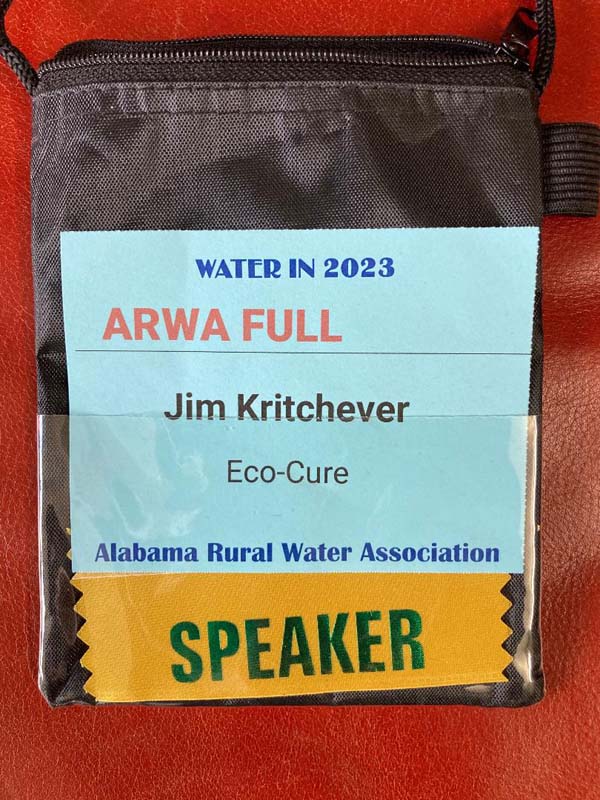 WATER IN 2023
ARWA FULL
Jim Kritchever
Eco-Cure
Alabama Rural Water Association
SPEAKER